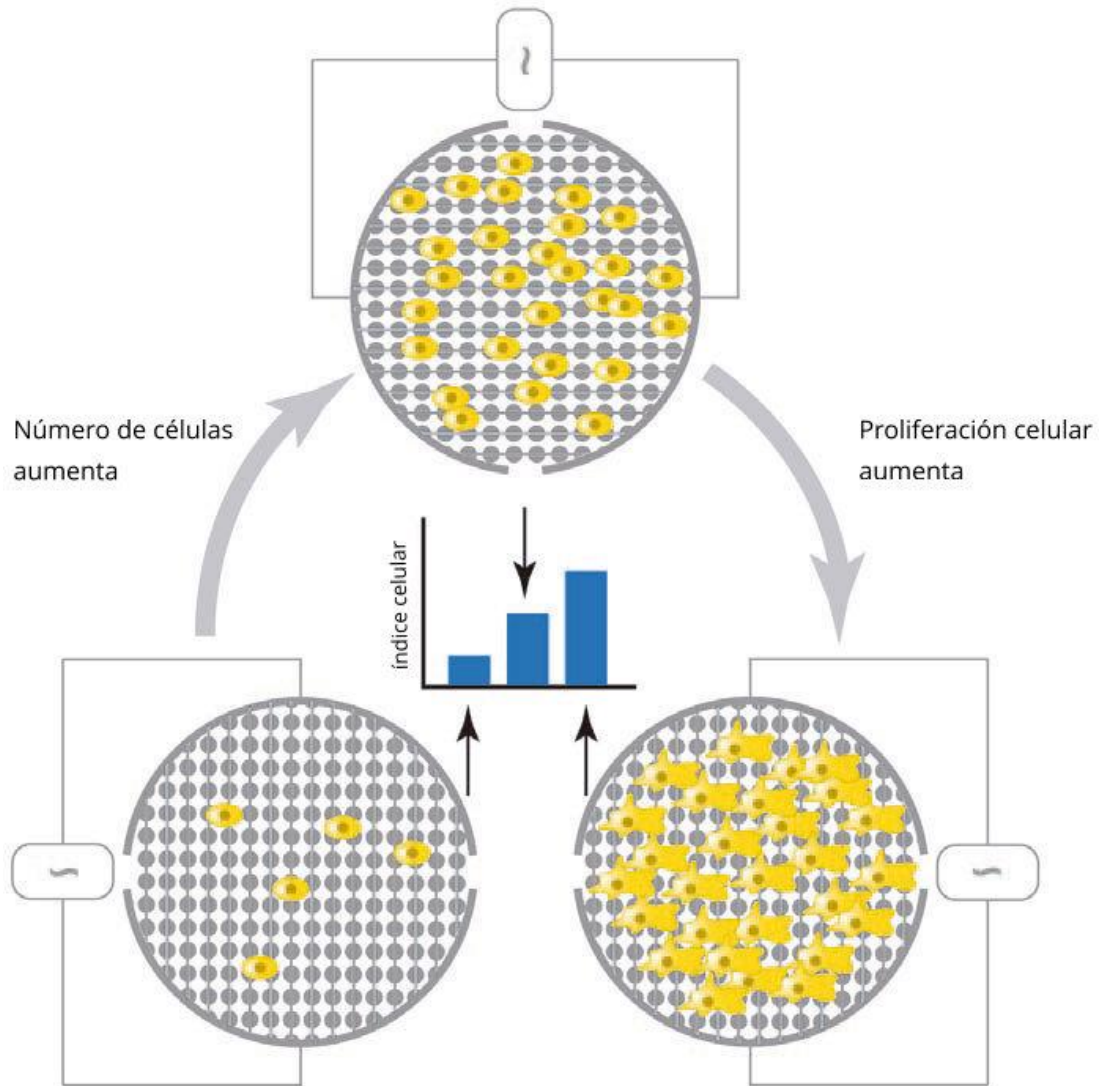 Número de células
aumenta
Proliferación celular
aumenta
índice celular